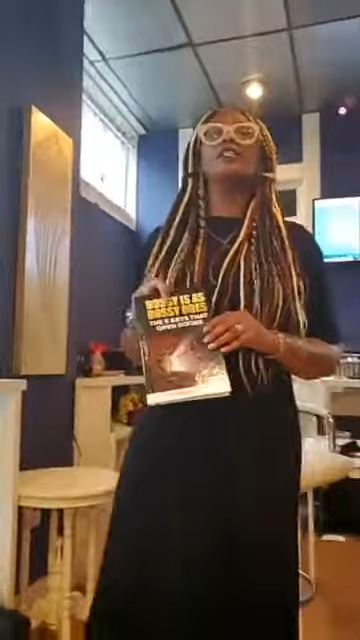 BOSSY IS AS
BOSSY DOES
THE 5 KEYS THAT
OPEN DOORS